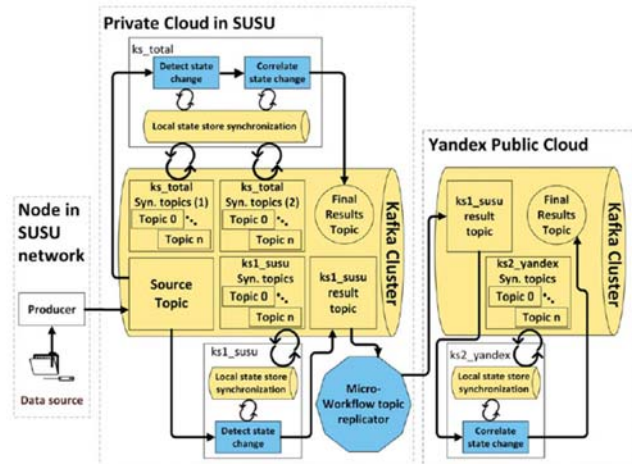 Private Cloud in SUSU
ks_total
Detect state
change
Correlate
state change
Local state store synchronization
ks_total
Syn. topics (1)
Topic 0
Topic n
ks_total
Syn. topics (2)
Topic 0
Topic n
Final
Results
Topic
Kafka Cluster
Source
Topic
ks1_susu
Syn. topics
Topic 0
Topic n
ks1_susu
result
topic
ks1_susu
Local state store
synchronization
Detect state
change
Micro-
Workflow topic
replicator
Node in
SUSU
network
Producer
Data source
Yandex Public Cloud
ks1_susu
result
topic
Final
Results
Topic
Kafka Cluster
ks2_yandex
Syn. topics
Topic 0
Topic n
ks2_yandex
Local state store
synchronization
Correlate
state change